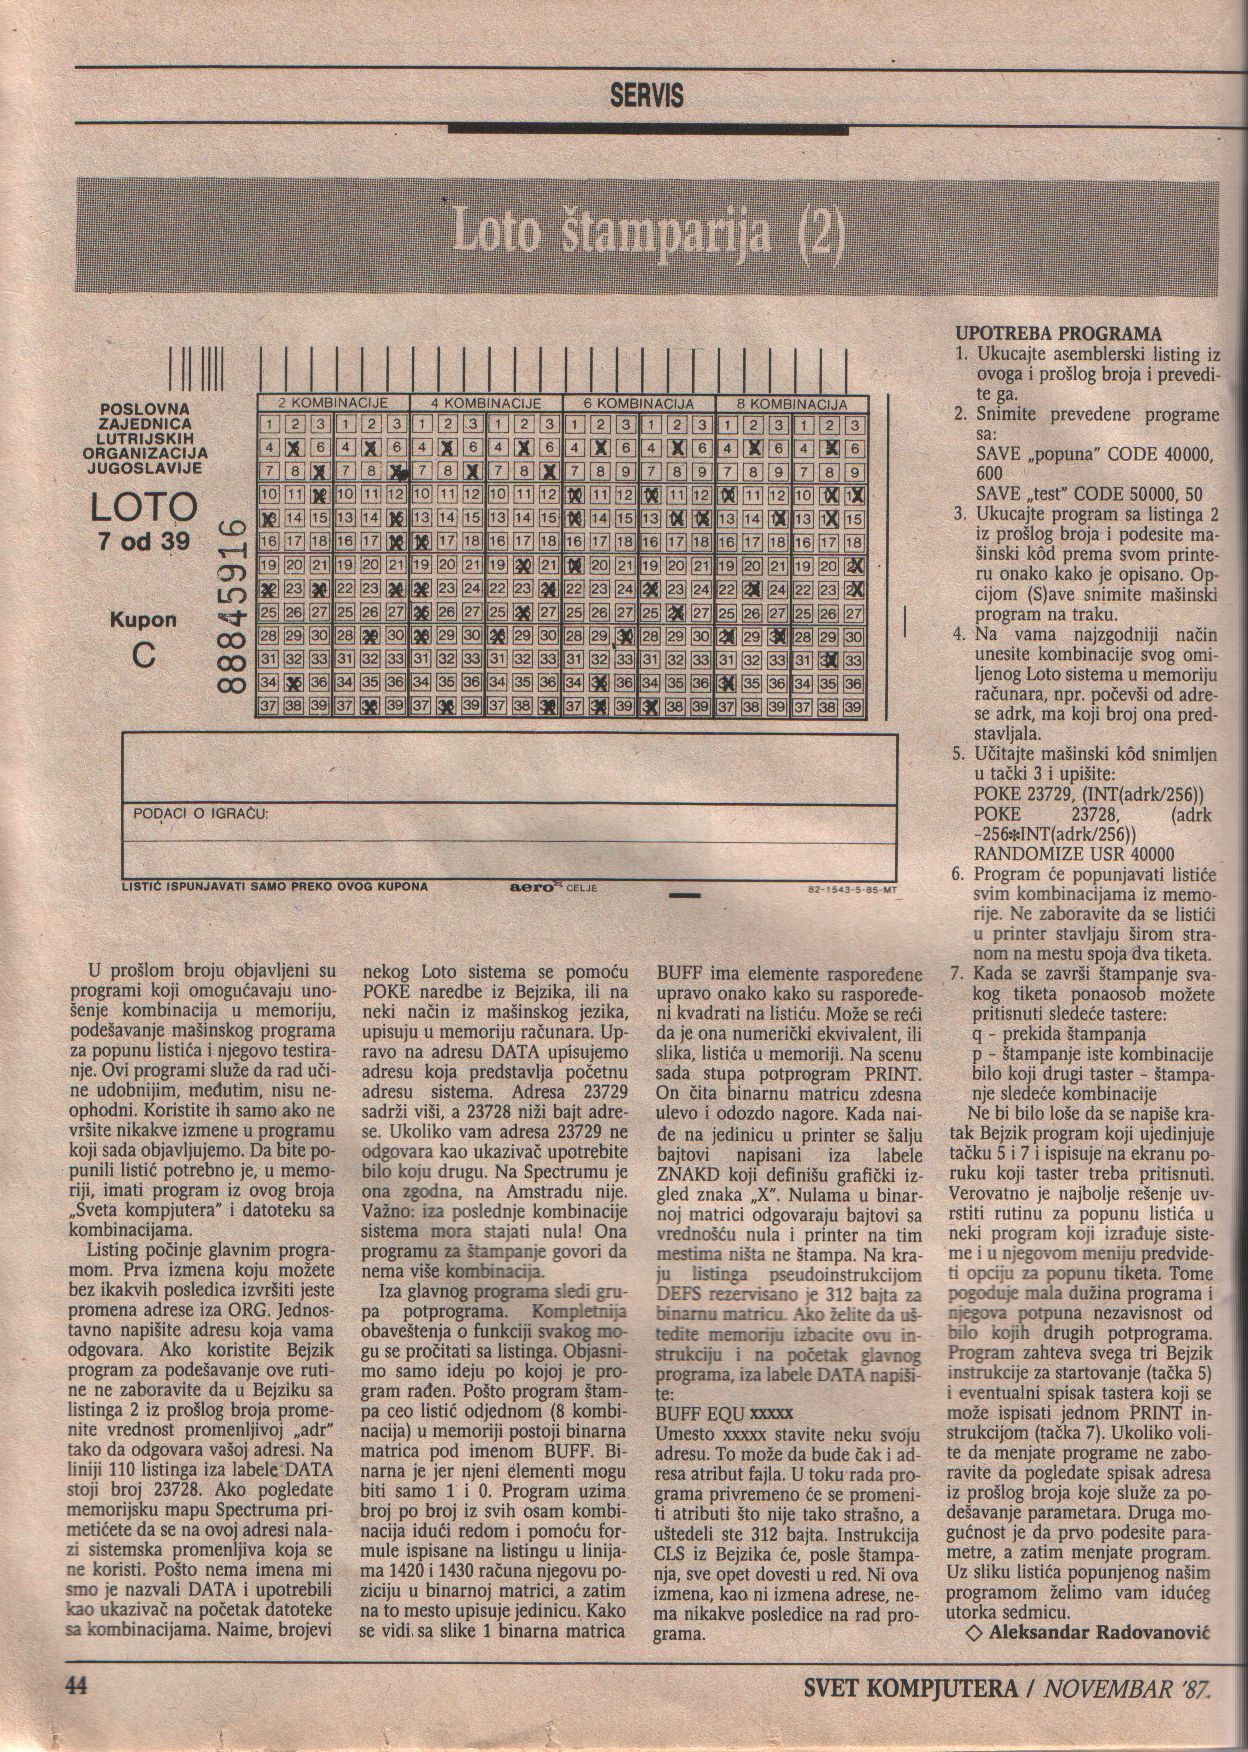 SERVIS
Loto štamparija (2)
POSLOVNA
ZAJEDNICA
LUTRIJSKIH
ORGANIZACIJA
JUGOSLAVIJE
LOTO
7 od 39
Kupon
C
88845916
2 KOMBINACIJE 4 KOMBINACIJE 6 KOMBINACIJA 8 KOMBINACIJA
PODACI O IGRAČU:
LISTIĆ ISPUNJAVATI SAMO PREKO OVOG KUPONA aero CELJE 82-1543-5-85-MT
U prošlom broju objavljeni su
programi koji omogućavaju uno-
šenje kombinacija u memoriju,
podešavanje mašinskog programa
za popunu listića i njegovo testira-
nje. Ovi programi služe da rad uči-
ne udobnijim, međutim, nisu ne-
ophodni. Koristite ih samo ako ne
vršite nikakve izmene u programu
koji sada objavljujemo. Da bite po-
punili listić potrebno je, u memo-
riji, imati program iz ovog broja
„Sveta kompjutera” i datoteku sa
kombinacijama.
Listing počinje glavnim progra-
mom. Prva izmena koju možete
bez ikakvih posledica izvršiti jeste
promena adrese iza ORG. Jednos-
tavno napišite adresu koja vama
odgovara. Ako koristite Bejzik
program za podešavanje ove ruti-
ne ne zaboravite da u Bejziku sa
listinga 2 iz prošlog broja prome-
nite vrednost promenljivoj „adr”
tako da odgovara vašoj adresi. Na
liniji 110 listinga iza labele DATA
stoji broj 23728. Ako pogledate
memorijsku mapu Spectruma pri-
metićete da se na ovoj adresi nala-
zi sistemska promenljiva koja se
ne koristi. Pošto nema imena mi
smo je nazvali DATA i upotrebili
kao ukazivač na početak datoteke
sa kombinacijama. Naime, brojevi
nekog Loto sistema se pomoću
POKE naredbe iz Bejzika, ili na
neki način iz mašinskog jezika,
upisuju u memoriju računara. Up-
ravo na adresu DATA upisujemo
adresu koja predstavlja početnu
adresu sistema. Adresa 23729
sadrži viši, a 23728 niži bajt adre-
se. Ukoliko vam adresa 23729 ne
odgovara kao ukazivač upotrebite
bilo koju drugu. Na Spectrumu je
ona zgodna, na Amstradu nije.
Važno: iza poslednje kombinacije
sistema mora stajati nula! Ona
programu za štampanje govori da
nema više kombinacija.
Iza glavnog programa sledi gru-
pa potprograma. Kompletnija
obaveštenja o funkciji svakog mo-
gu se pročitati sa listinga. Objasni-
mo samo ideju po kojoj je pro-
gram rađen. Pošto program štam-
pa ceo listić odjednom (8 kombi-
nacija) u memoriji postoji binarna
matrica pod imenom BUFF. Bi-
narna je jer njeni elementi mogu
biti samo 1 i 0. Program uzima
broj po broj iz svih osam kombi-
nacija idući redom i pomoću for-
mule ispisane na listingu u linija-
ma 1420 i 1430 računa njegovu po-
ziciju u binarnoj matrici, a zatim
na to mesto upisuje jedinicu. Kako
se vidi sa slike 1 binarna matrica
BUFF ima elemente raspoređene
upravo onako kako su raspoređe-
ni kvadrati na listiću. Može se reći
da je ona numerički ekvivalent, ili
slika, listića u memoriji. Na scenu
sada stupa potprogram PRINT.
On čita binarnu matricu zdesna
ulevo i odozdo nagore. Kada nai-
đe na jedinicu u printer se šalju
bajtovi napisani iza labele
ZNAKD koji definišu grafički iz-
gled znaka „X”. Nulama u binar-
noj matrici odgovaraju bajtovi sa
vrednošću nula i printer na tim
mestima ništa ne štampa. Na kra-
ju listinga pseudoinstrukcijom
DEFS rezervisano je 312 bajta za
binarnu matricu. Ako želite da uš-
tedite memoriju izbacite ovu in-
strukciju i na početak glavnog
programa, iza labele DATA napiši-
te:
BUFF EQU xxxxx
Umesto xxxxx stavite neku svoju
adresu. To može da bude čak i ad-
resa atribut fajla. U toku rada pro-
grama privremeno će se promeni-
ti atributi što nije tako strašno, a
uštedeli ste 312 bajta. Instrukcija
CLS iz Bejzika će, posle štampa-
nja, sve opet dovesti u red. Ni ova
izmena, kao ni izmena adrese, ne-
ma nikakve posledice na rad pro-
grama.
UPOTREBA PROGRAMA
1. Ukucajte asemblerski listing iz
ovoga i prošlog broja i prevedi-
te ga.
2. Snimite prevedene programe
sa:
SAVE „popuna” CODE 40000,
600
SAVE „test” CODE 50000, 50
3. Ukucajte program sa listinga 2
iz prošlog broja i podesite ma-
šinski kôd prema svom printe-
ru onako kako je opisano. Op-
cijom (S)ave snimite mašinski
program na traku.
4. Na vama najzgodniji način
unesite kombinacije svog omi-
ljenog Loto sistema u memoriju
računara, npr. počevši od adre-
se adrk, ma koji broj ona pred-
stavljala.
5. Učitajte mašinski kôd snimljen
u tački 3 i upišite:
POKE 23729, (INT(adrk/256))
POKE 23728, (adrk
-256*INT(adrk/256))
RANDOMIZE USR 40000
6. Program će popunjavati listiće
svim kombinacijama iz memo-
rije. Ne zaboravite da se listići
u printer stavljaju širom stra-
nom na mestu spoja dva tiketa.
7. Kada se završi štampanje sva-
kog tiketa ponaosob možete
pritisnuti sledeće tastere:
q - prekida štampanja
p - štampanje iste kombinacije
bilo koji drugi taster - štampa-
nje sledeće kombinacije
Ne bi bilo loše da se napiše kra-
tak Bejzik program koji ujedinjuje
tačku 5 i 7 i ispisuje na ekranu po-
ruku koji taster treba pritisnuti.
Verovatno je najbolje rešenje uv-
rstiti rutinu za popunu listića u
neki program koji izrađuje siste-
me i u njegovom meniju predvide-
ti opciju za popunu tiketa. Tome
pogoduje mala dužina programa i
njegova potpuna nezavisnost od
bilo kojih drugih potprograma.
Program zahteva svega tri Bejzik
instrukcije za startovanje (tačka 5)
i eventualni spisak tastera koji se
može ispisati jednom PRINT in-
strukcijom (tačka 7). Ukoliko voli-
te da menjate programe ne zabo-
ravite da pogledate spisak adresa
iz prošlog broja koje služe za po-
dešavanje parametara. Druga mo-
gućnost je da prvo podesite para-
metre, a zatim menjate program.
Uz sliku listića popunjenog našim
programom želimo vam idućeg
utorka sedmicu.
◇ Aleksandar Radovanović
44
SVET KOMPJUTERA / NOVEMBAR '87.